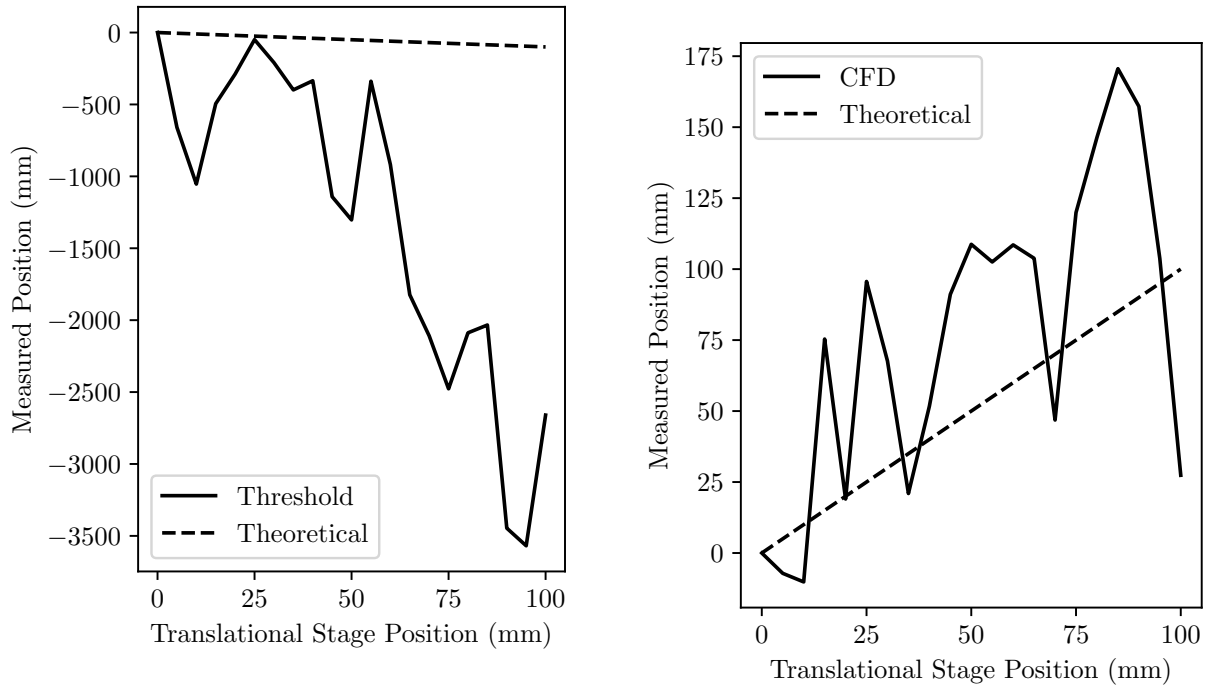 0
−500
−1000
−1500
−2000
−2500
−3000
−3500
Measured Position (mm)
Threshold
Theoretical
0 25 50 75 100
Translational Stage Position (mm)
175
150
125
100
75
50
25
0
Measured Position (mm)
CFD
Theoretical
0 25 50 75 100
Translational Stage Position (mm)